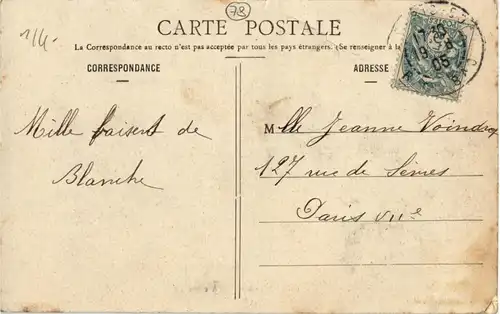 1/4.
78
CARTE POSTALE
La Correspondance au recto n'est pas acceptée par tous les pays étrangers. (Se renseigner à la
CORRESPONDANCE
ADRESSE
Mille baisers de
Blanche
Mlle Jeanne
127 rue de Sèvres
Paris VIIe